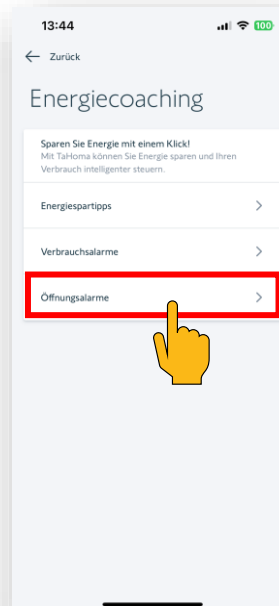 13:44
100
Zurück
Energiecoaching
Sparen Sie Energie mit einem Klick!
Mit TaHoma können Sie Energie sparen und Ihren
Verbrauch intelligenter steuern.
Energiespartipps
Verbrauchsalarme
Öffnungsalarme